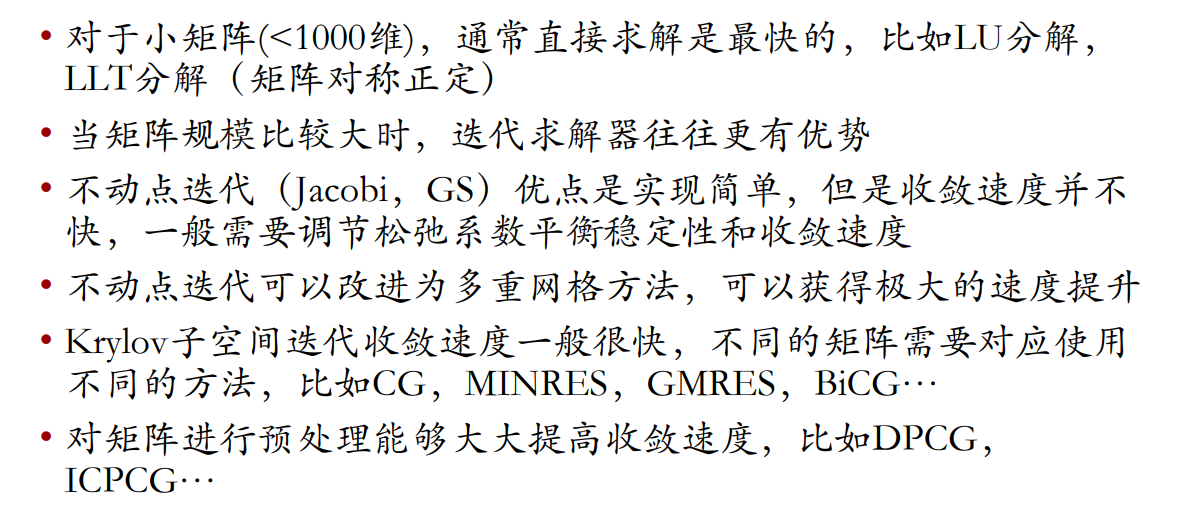 • 对于小矩阵(<1000维)，通常直接求解是最快的，比如LU分解，
LLT分解（矩阵对称正定）
• 当矩阵规模比较大时，迭代求解器往往更有优势
• 不动点迭代（Jacobi，GS）优点是实现简单，但是收敛速度并不
快，一般需要调节松弛系数平衡稳定性和收敛速度
• 不动点迭代可以改进为多重网格方法，可以获得极大的速度提升
• Krylov子空间迭代收敛速度一般很快，不同的矩阵需要对应使用
不同的方法，比如CG，MINRES，GMRES，BiCG…
• 对矩阵进行预处理能够大大提高收敛速度，比如DPCG，
ICPCG…